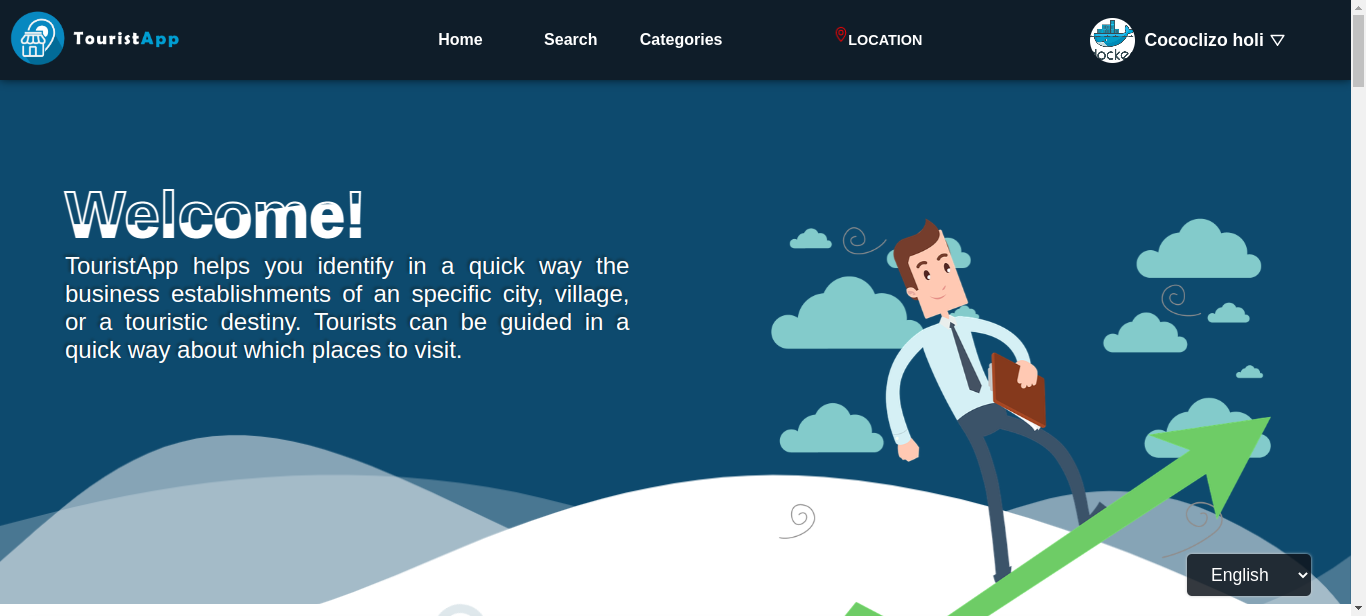 TouristApp
Home
Search
Categories
LOCATION
docke
Cococlizo holi
Welcome!
TouristApp helps you identify in a quick way the
business establishments of an specific city, village,
or a touristic destiny. Tourists can be guided in a
quick way about which places to visit.
English